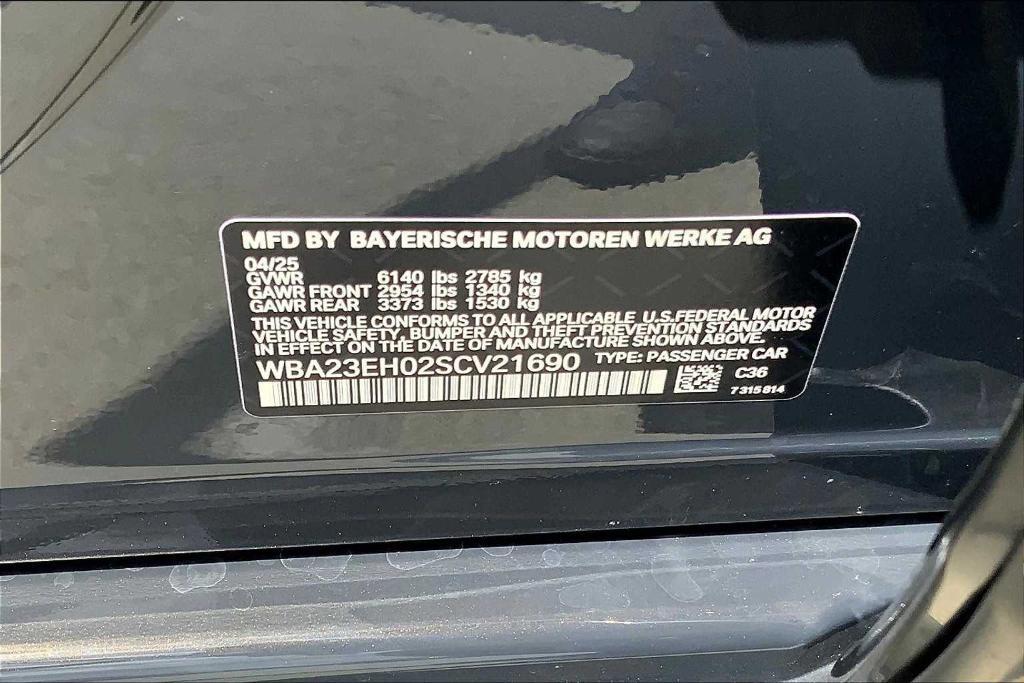 MFD BY BAYERISCHE MOTOREN WERKE AG
04/25
GVWR 6140 lbs 2785 kg
GAWR FRONT 2954 lbs 1340 kg
GAWR REAR 3373 lbs 1530 kg
THIS VEHICLE CONFORMS TO ALL APPLICABLE U.S.FEDERAL MOTOR
VEHICLE SAFETY, BUMPER AND THEFT PREVENTION STANDARDS
IN EFFECT ON THE DATE OF MANUFACTURE SHOWN ABOVE.
WBA23EH02SCV21690 TYPE: PASSENGER CAR
C36
7 315 814